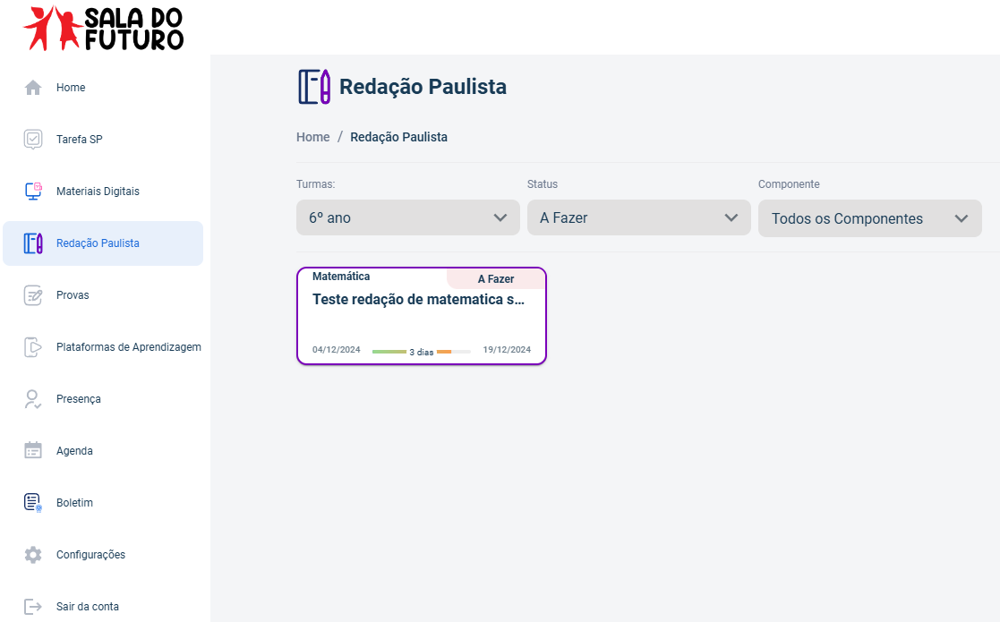 SALA DO
FUTURO
Home
Tarefa SP
Materiais Digitais
Redação Paulista
Provas
Plataformas de Aprendizagem
Presença
Agenda
Boletim
Configurações
Sair da conta
Redação Paulista
Home / Redação Paulista
Turmas: Status Componente
6º ano A Fazer Todos os Componentes
Matemática A Fazer
Teste redação de matematica s...
04/12/2024 3 dias 19/12/2024